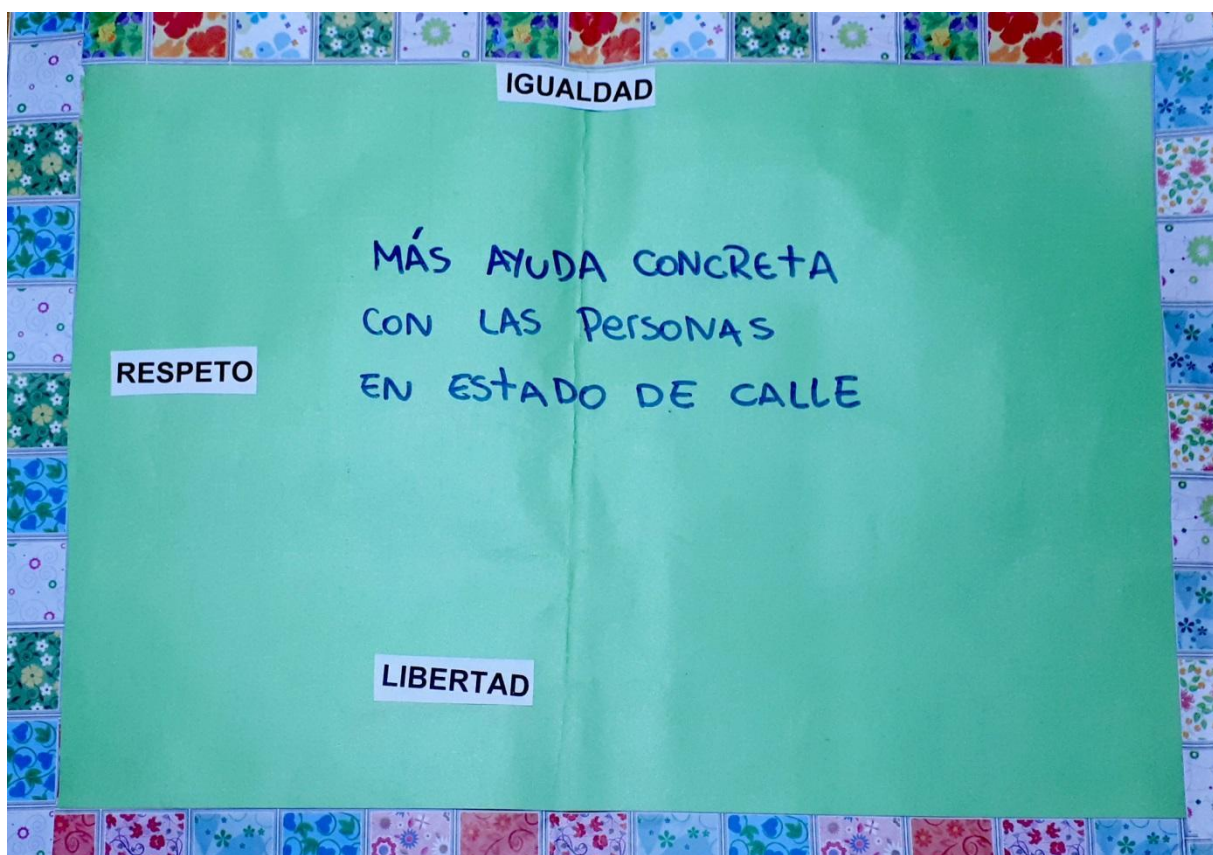 IGUALDAD
MÁS AYUDA CONCRETA
CON LAS PERSONAS
RESPETO
EN ESTADO DE CALLE
LIBERTAD